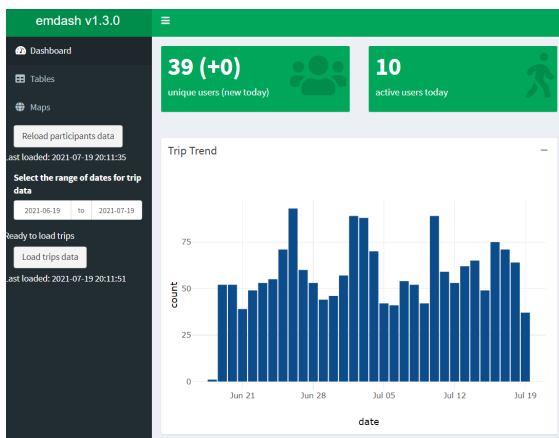 emdash v1.3.0
Dashboard
Tables
Maps
Reload participants data
Last loaded: 2021-07-19 20:11:35
Select the range of dates for trip
data
2021-06-19 to 2021-07-19
Ready to load trips
Load trips data
Last loaded: 2021-07-19 20:11:51
39 (+0)
unique users (new today)
10
active users today
Trip Trend
75
50
25
0
count
Jun 21 Jun 28 Jul 05 Jul 12 Jul 19
date